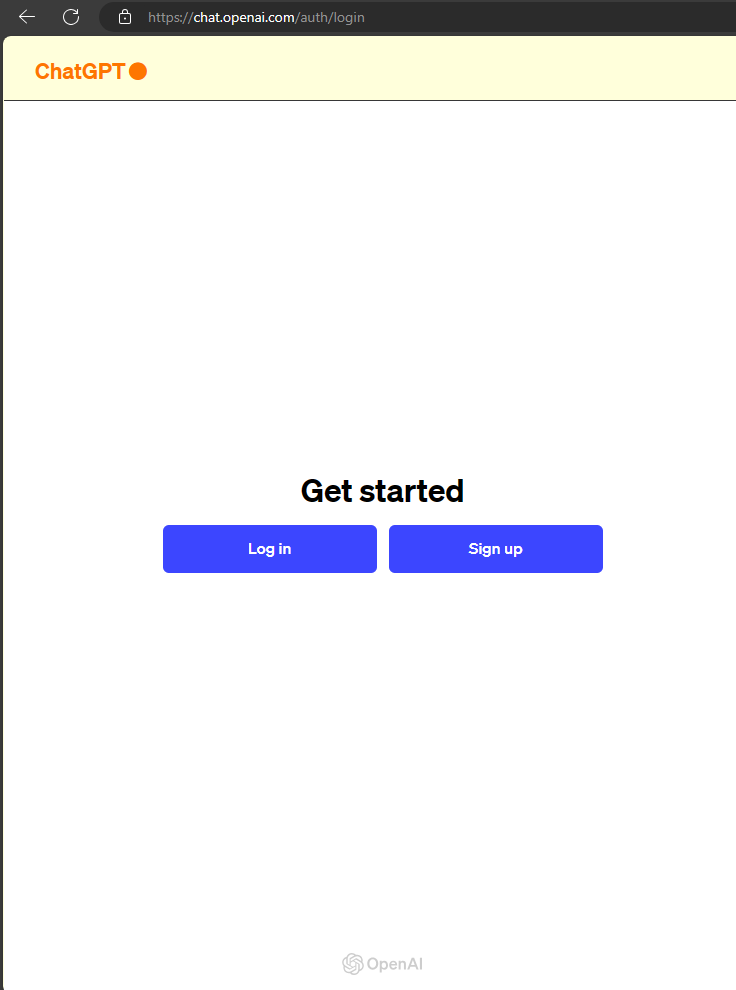 https://chat.openai.com/auth/login
ChatGPT
Get started
Log in
Sign up
OpenAI